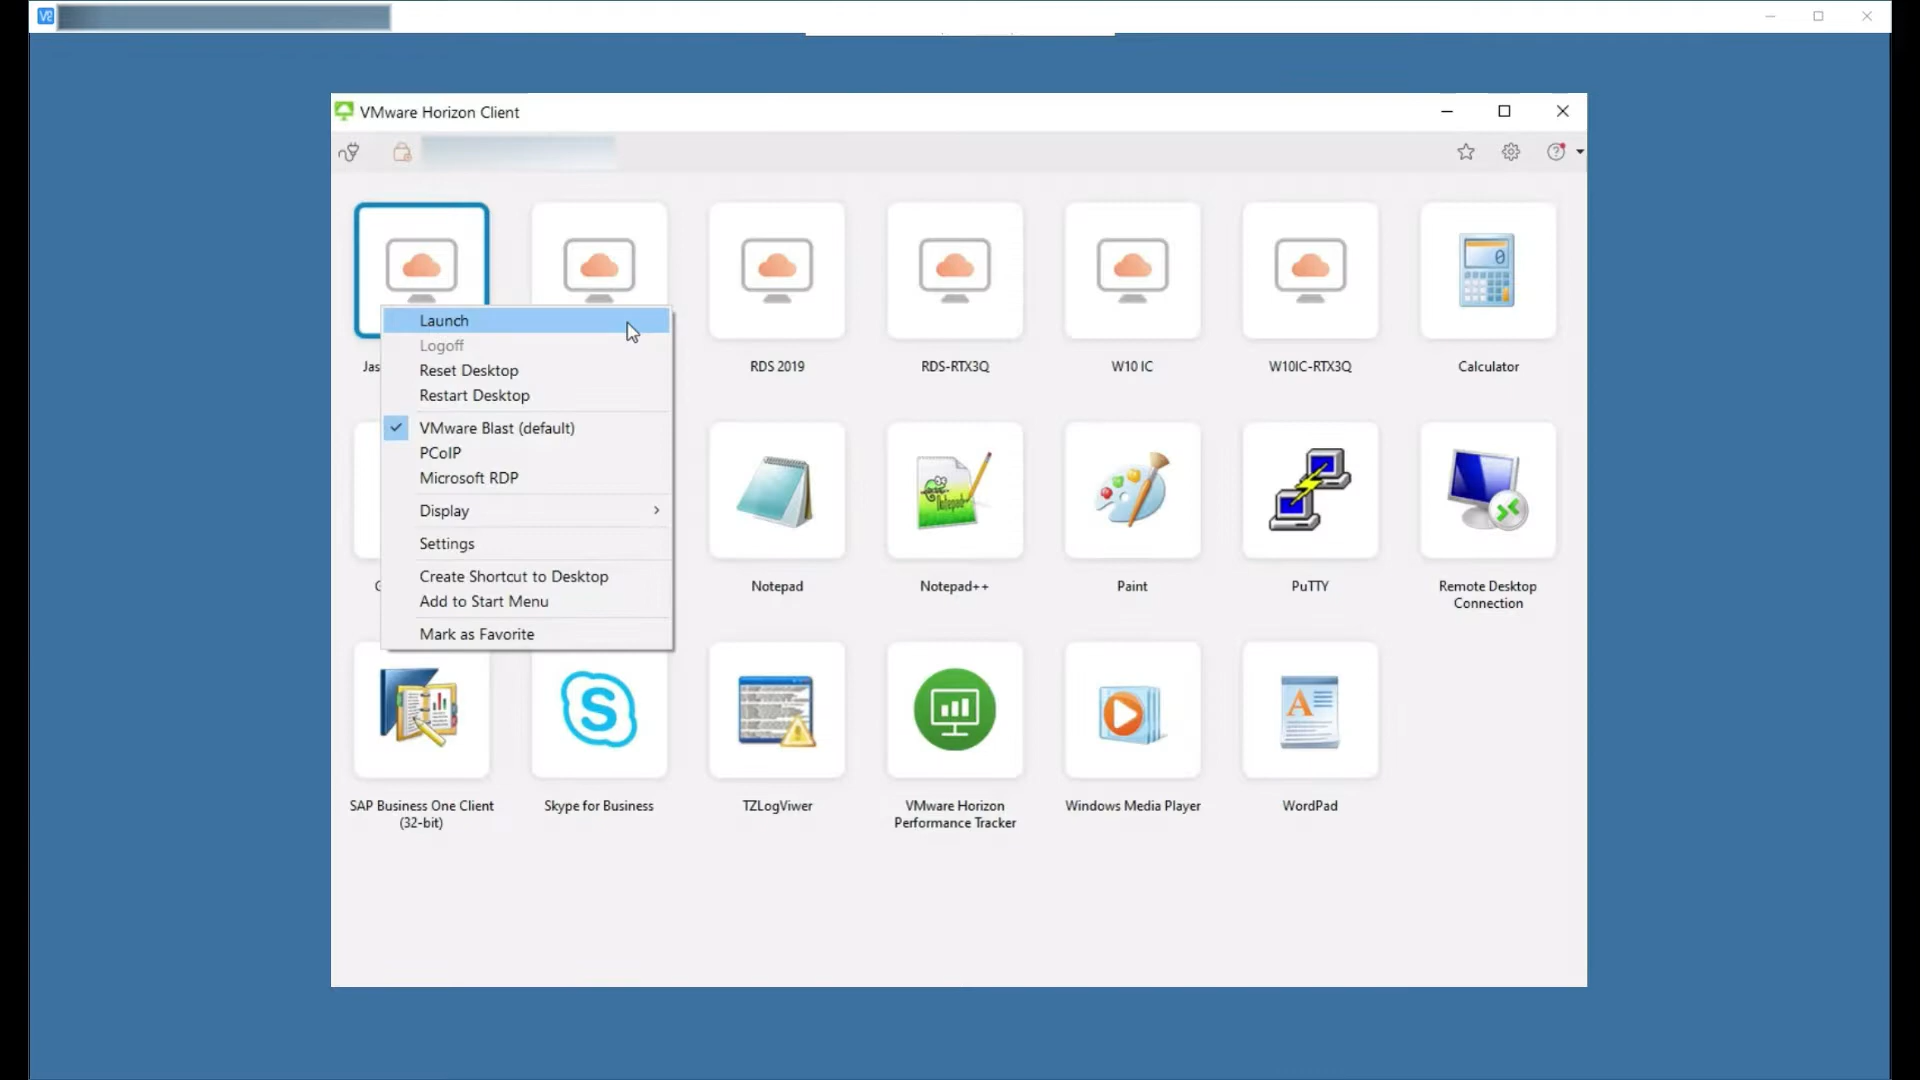 VMware Horizon Client
Launch
Logoff
Reset Desktop
Restart Desktop
VMware Blast (default)
PCoIP
Microsoft RDP
Display
Settings
Create Shortcut to Desktop
Add to Start Menu
Mark as Favorite
Jas
RDS 2019
RDS-RTX3Q
W10 IC
W10IC-RTX3Q
Calculator
Notepad
Notepad++
Paint
PuTTY
Remote Desktop
Connection
SAP Business One Client
(32-bit)
Skype for Business
TZLogViwer
VMware Horizon
Performance Tracker
Windows Media Player
WordPad